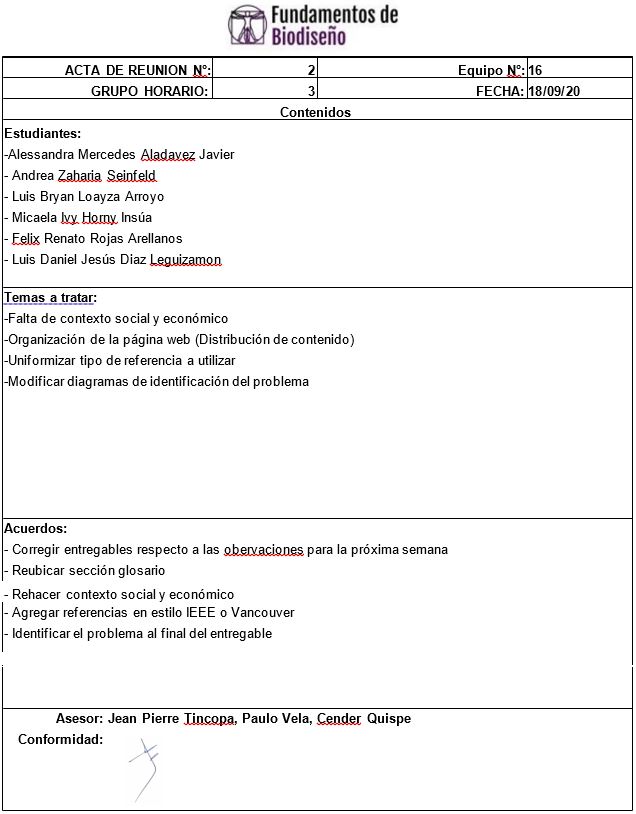 Fundamentos de
Biodiseño
ACTA DE REUNION N°: 2 Equipo N°: 16
GRUPO HORARIO: 3 FECHA: 18/09/20
Contenidos
Estudiantes:
-Alessandra Mercedes Aladavez Javier
- Andrea Zaharia Seinfeld
- Luis Bryan Loayza Arroyo
- Micaela Ivy Horny Insúa
- Felix Renato Rojas Arellanos
- Luis Daniel Jesús Diaz Leguizamon
Temas a tratar:
-Falta de contexto social y económico
-Organización de la página web (Distribución de contenido)
-Uniformizar tipo de referencia a utilizar
-Modificar diagramas de identificación del problema
Acuerdos:
- Corregir entregables respecto a las obervaciones para la próxima semana
- Reubicar sección glosario
- Rehacer contexto social y económico
- Agregar referencias en estilo IEEE o Vancouver
- Identificar el problema al final del entregable
Asesor: Jean Pierre Tincopa, Paulo Vela, Cender Quispe
Conformidad: